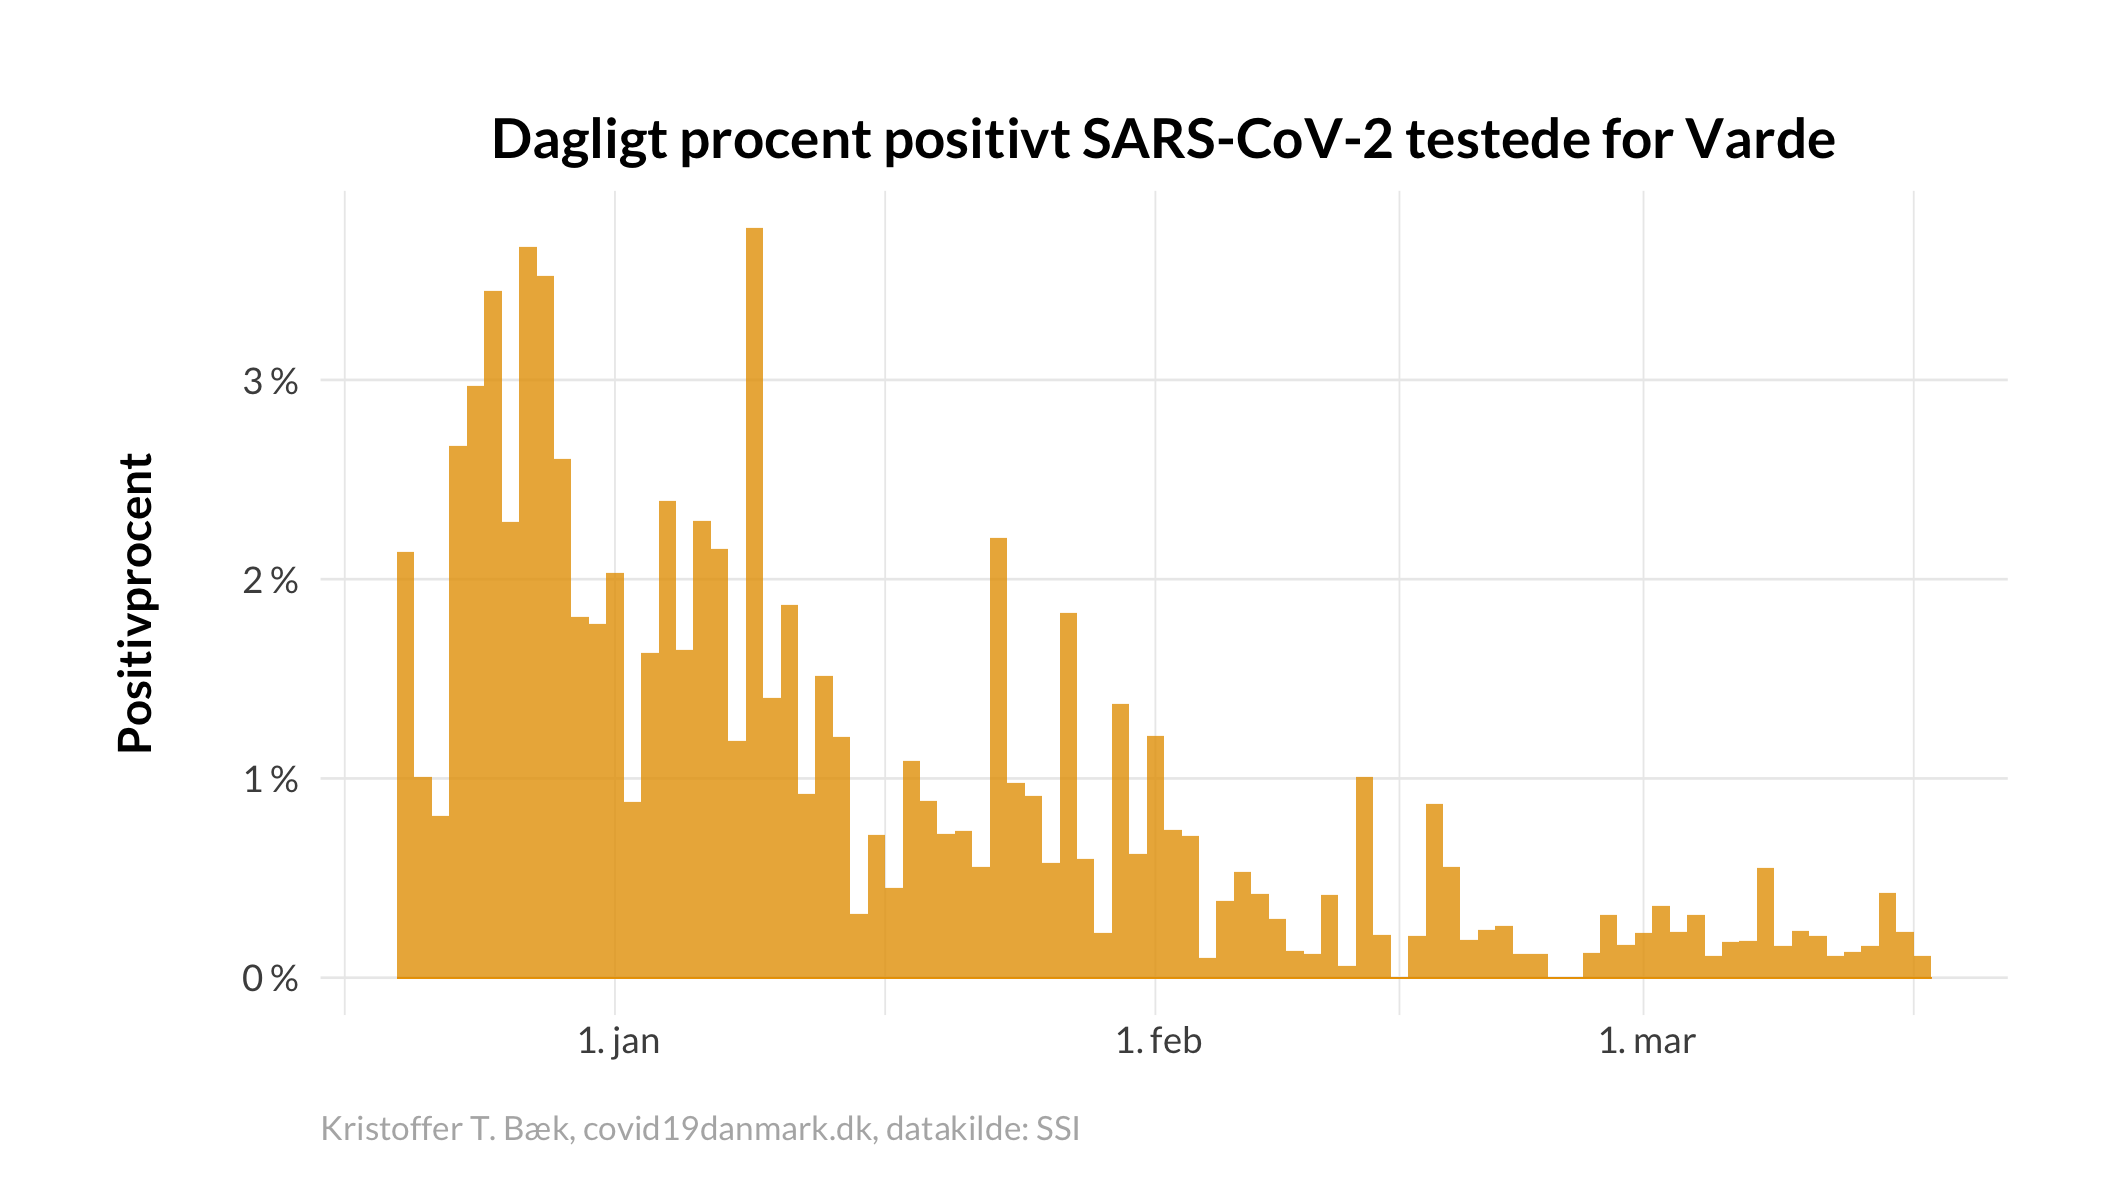 Dagligt procent positivt SARS-CoV-2 testede for Varde
Positivprocent
3 %
2 %
1 %
0 %
1. jan
1. feb
1. mar
Kristoffer T. Bæk, covid19danmark.dk, datakilde: SSI